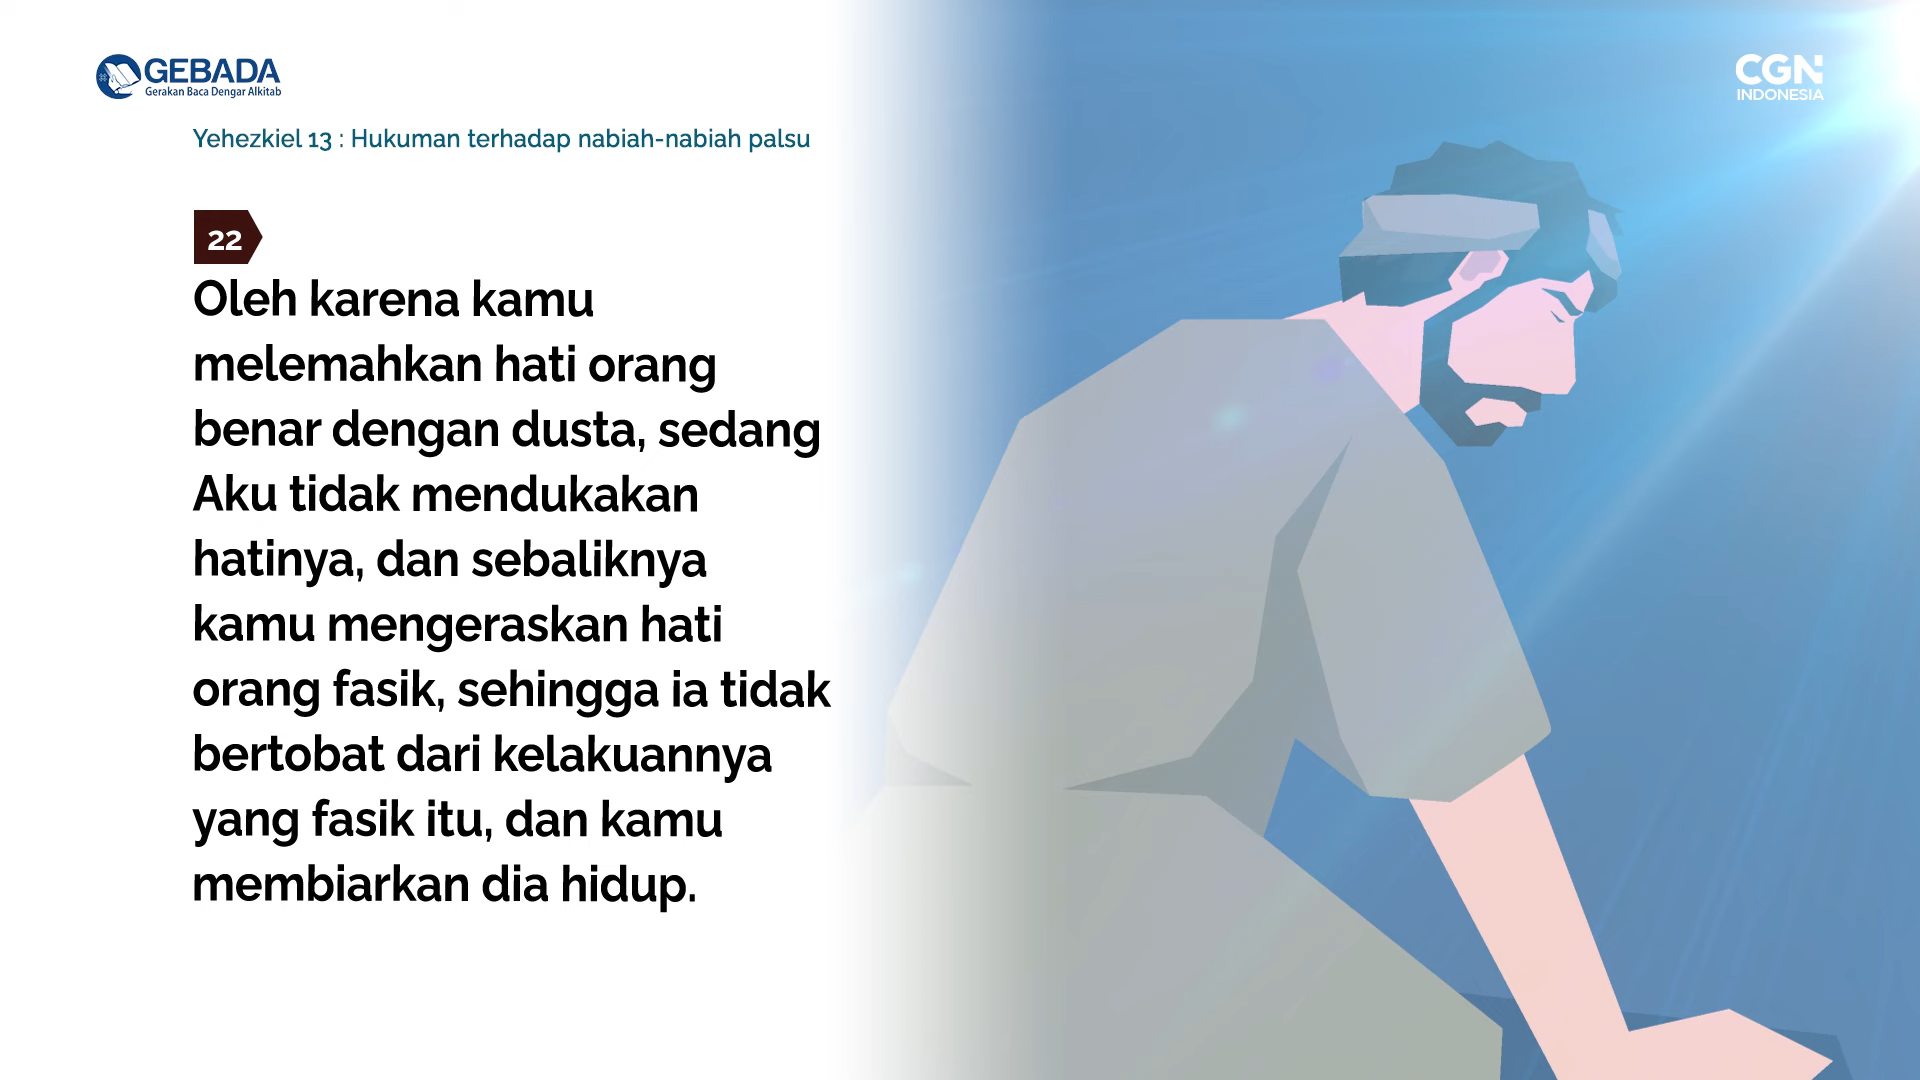 GEBADA
Gerakan Baca Dengar Alkitab
CGN
INDONESIA
Yehezkiel 13 : Hukuman terhadap nabiah-nabiah palsu
22
Oleh karena kamu
melemahkan hati orang
benar dengan dusta, sedang
Aku tidak mendukakan
hatinya, dan sebaliknya
kamu mengeraskan hati
orang fasik, sehingga ia tidak
bertobat dari kelakuannya
yang fasik itu, dan kamu
membiarkan dia hidup.